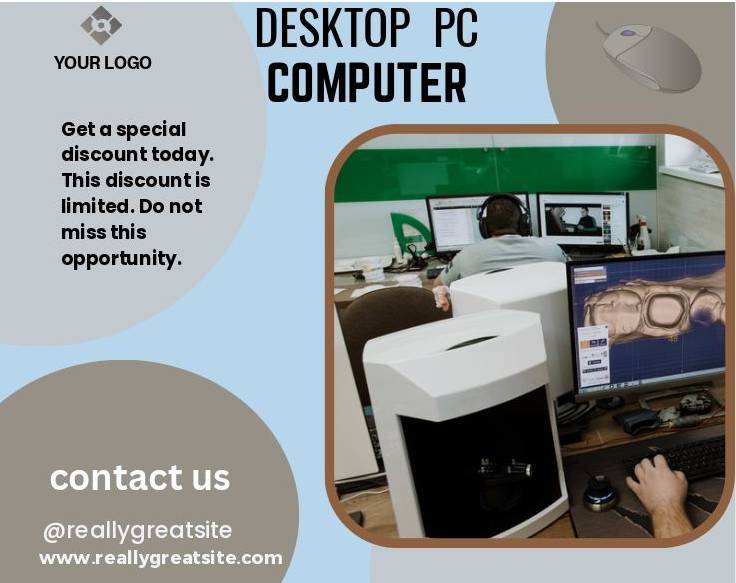 YOUR LOGO
DESKTOP PC
COMPUTER
Get a special
discount today.
This discount is
limited. Do not
miss this
opportunity.
contact us
@reallygreatsite
www.reallygreatsite.com